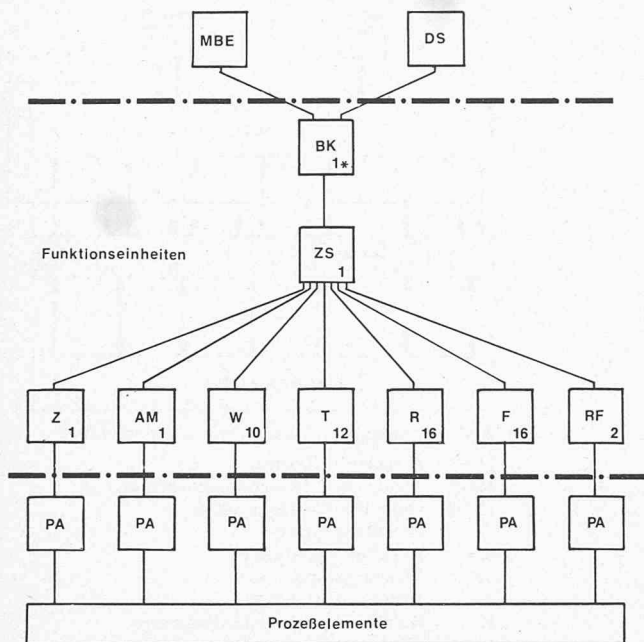 MBE DS
BK
1*
Funktionseinheiten
ZS
1
Z AM W T R F RF
1 1 10 12 16 16 2
PA PA PA PA PA PA PA
Prozeßelemente